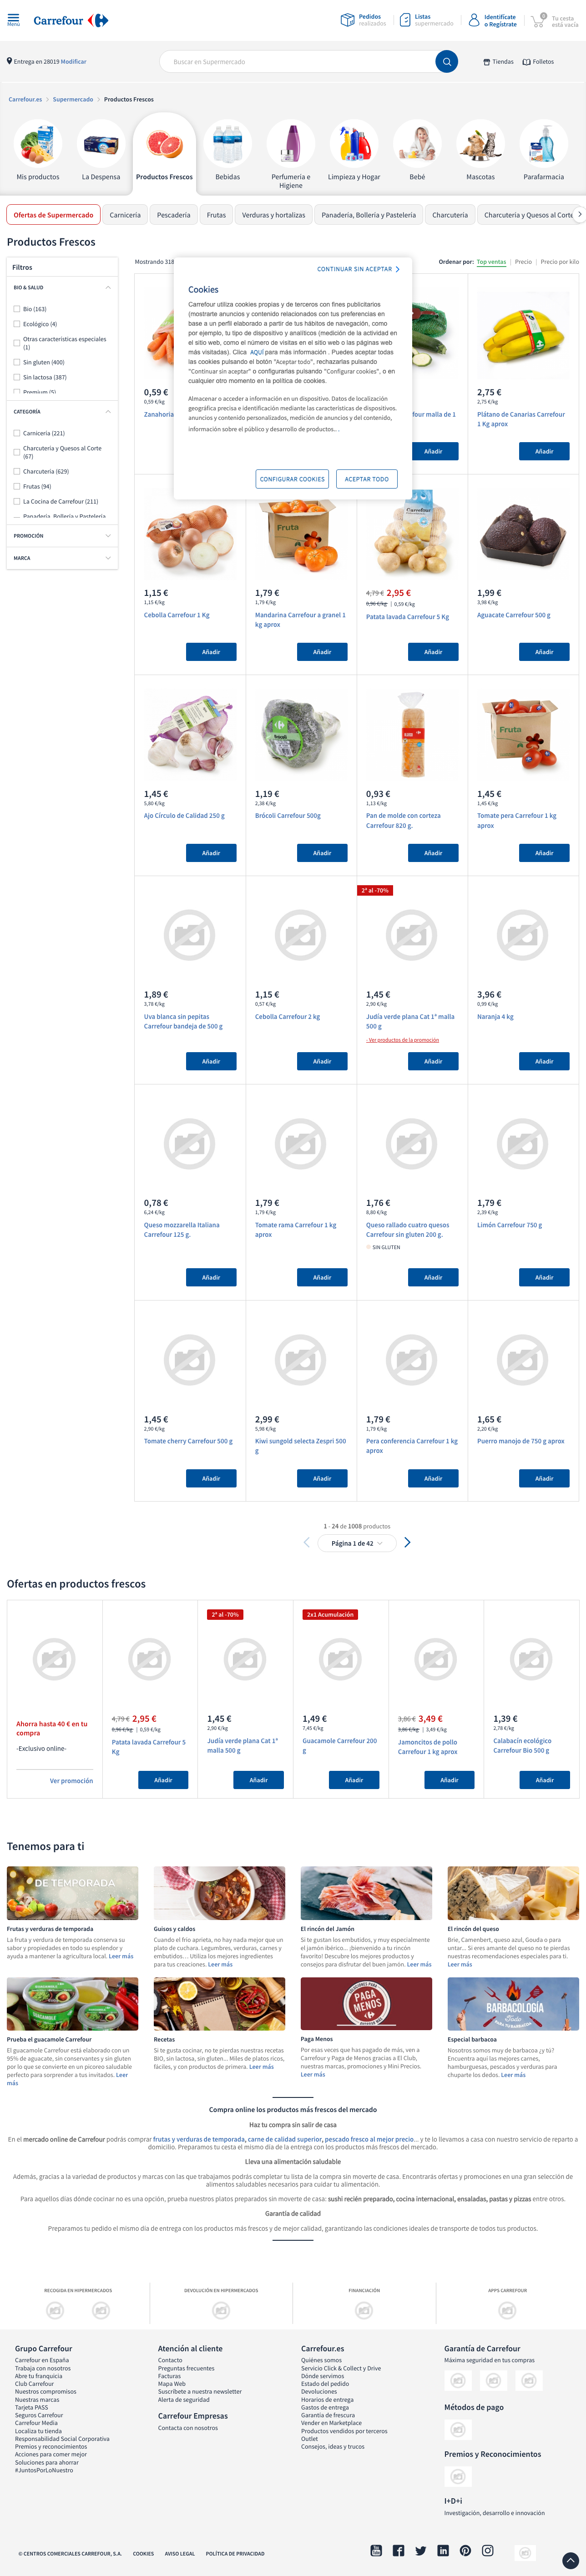 Menú
Carrefour
Pedidos
realizados
Listas
supermercado
Identifícate
o Regístrate
0
Tu cesta
está vacía
Entrega en 28019 Modificar
Buscar en Supermercado
Tiendas
Folletos
Carrefour.es
Supermercado
Productos Frescos
Mis productos
La Despensa
Productos Frescos
Bebidas
Perfumería e
Higiene
Limpieza y Hogar
Bebé
Mascotas
Parafarmacia
Ofertas de Supermercado
Carnicería
Pescadería
Frutas
Verduras y hortalizas
Panadería, Bollería y Pastelería
Charcutería
Charcutería y Quesos al Corte
Productos Frescos
Filtros
BIO & SALUD
Bio (163)
Ecológico (4)
Otras características especiales
(1)
Sin gluten (400)
Sin lactosa (387)
Premium (5)
CATEGORÍA
Carnicería (221)
Charcutería y Quesos al Corte
(67)
Charcutería (629)
Frutas (94)
La Cocina de Carrefour (211)
Panadería, Bollería y Pastelería
PROMOCIÓN
MARCA
Mostrando 318
Ordenar por: Top ventas | Precio | Precio por kilo
CONTINUAR SIN ACEPTAR
Cookies
Carrefour utiliza cookies propias y de terceros con fines publicitarios
(mostrarte anuncios y contenidos relacionados con tus preferencias en
base a un perfil elaborado a partir de tus hábitos de navegación, como,
por ejemplo, tu tipo de dispositivo) y analíticos (medición de la actividad en
el sitio web, como el número de visitas en el sitio web o las páginas web
más visitadas). Clica AQUÍ para más información . Puedes aceptar todas
las cookies pulsando el botón "Aceptar todo", rechazarlas pulsando
"Continuar sin aceptar" o configurarlas pulsando "Configurar cookies", o en
cualquier otro momento en la política de cookies.
Almacenar o acceder a información en un dispositivo. Datos de localización
geográfica precisa e identificación mediante las características de dispositivos.
anuncios y contenido personalizados, medición de anuncios y del contenido,
información sobre el público y desarrollo de productos.. .
CONFIGURAR COOKIES
ACEPTAR TODO
0,59 €
0,59 €/kg
Zanahoria
four malla de 1
Añadir
2,75 €
2,75 €/kg
Plátano de Canarias Carrefour
1 Kg aprox
Añadir
Fruta
1,15 €
1,15 €/kg
Cebolla Carrefour 1 Kg
Añadir
1,79 €
1,79 €/kg
Mandarina Carrefour a granel 1
kg aprox
Añadir
4,79 € 2,95 €
0,96 €/kg | 0,59 €/kg
Patata lavada Carrefour 5 Kg
Añadir
1,99 €
3,98 €/kg
Aguacate Carrefour 500 g
Añadir
Fruta
1,45 €
5,80 €/kg
Ajo Círculo de Calidad 250 g
Añadir
1,19 €
2,38 €/kg
Brócoli Carrefour 500g
Añadir
0,93 €
1,13 €/kg
Pan de molde con corteza
Carrefour 820 g.
Añadir
1,45 €
1,45 €/kg
Tomate pera Carrefour 1 kg
aprox
Añadir
2ª al -70%
1,89 €
3,78 €/kg
Uva blanca sin pepitas
Carrefour bandeja de 500 g
Añadir
1,15 €
0,57 €/kg
Cebolla Carrefour 2 kg
Añadir
1,45 €
2,90 €/kg
Judía verde plana Cat 1ª malla
500 g
- Ver productos de la promoción
Añadir
3,96 €
0,99 €/kg
Naranja 4 kg
Añadir
0,78 €
6,24 €/kg
Queso mozzarella Italiana
Carrefour 125 g.
Añadir
1,79 €
1,79 €/kg
Tomate rama Carrefour 1 kg
aprox
Añadir
1,76 €
8,80 €/kg
Queso rallado cuatro quesos
Carrefour sin gluten 200 g.
SIN GLUTEN
Añadir
1,79 €
2,39 €/kg
Limón Carrefour 750 g
Añadir
1,45 €
2,90 €/kg
Tomate cherry Carrefour 500 g
Añadir
2,99 €
5,98 €/kg
Kiwi sungold selecta Zespri 500
g
Añadir
1,79 €
1,79 €/kg
Pera conferencia Carrefour 1 kg
aprox
Añadir
1,65 €
2,20 €/kg
Puerro manojo de 750 g aprox
Añadir
1 - 24 de 1008 productos
Página 1 de 42
Ofertas en productos frescos
Ahorra hasta 40 € en tu
compra
-Exclusivo online-
Ver promoción
4,79 € 2,95 €
0,96 €/kg | 0,59 €/kg
Patata lavada Carrefour 5
Kg
Añadir
2ª al -70%
1,45 €
2,90 €/kg
Judía verde plana Cat 1ª
malla 500 g
Añadir
2x1 Acumulación
1,49 €
7,45 €/kg
Guacamole Carrefour 200
g
Añadir
3,86 € 3,49 €
3,86 €/kg | 3,49 €/kg
Jamoncitos de pollo
Carrefour 1 kg aprox
Añadir
1,39 €
2,78 €/kg
Calabacín ecológico
Carrefour Bio 500 g
Añadir
Tenemos para ti
DE TEMPORADA
Frutas y verduras de temporada
La fruta y verdura de temporada conserva su
sabor y propiedades en todo su esplendor y
ayuda a mantener la agricultura local. Leer más
Guisos y caldos
Cuando el frío aprieta, no hay nada mejor que un
plato de cuchara. Legumbres, verduras, carnes y
embutidos… Utiliza los mejores ingredientes
para tus creaciones. Leer más
El rincón del Jamón
Si te gustan los embutidos, y muy especialmente
el jamón ibérico... ¡bienvenido a tu rincón
favorito! Descubre los mejores productos y
consejos para disfrutar del buen jamón. Leer más
El rincón del queso
Brie, Camembert, queso azul, Gouda o para
untar... Si eres amante del queso no te pierdas
nuestras recomendaciones especiales para ti.
Leer más
Prueba el guacamole Carrefour
El guacamole Carrefour está elaborado con un
95% de aguacate, sin conservantes y sin gluten
por lo que se convierte en un picoteo saludable
perfecto para sorprender a tus invitados. Leer
más
Recetas
Si te gusta cocinar, no te pierdas nuestras recetas
BIO, sin lactosa, sin gluten... Miles de platos ricos,
fáciles, y con productos de primera. Leer más
PAGA
MENOS
Paga Menos
Por esas veces que has pagado de más, ven a
Carrefour y Paga de Menos gracias a El Club,
nuestras marcas, promociones y Mini Precios.
Leer más
BARBACOLOGÍA
Especial barbacoa
Nosotros somos muy de barbacoa ¿y tú?
Encuentra aquí las mejores carnes,
hamburguesas, pescados y verduras para
chuparte los dedos. Leer más
Compra online los productos más frescos del mercado
Haz tu compra sin salir de casa
En el mercado online de Carrefour podrás comprar frutas y verduras de temporada, carne de calidad superior, pescado fresco al mejor precio... y te lo llevamos a casa con nuestro servicio de reparto a
domicilio. Preparamos tu cesta el mismo día de la entrega con los productos más frescos del mercado.
Lleva una alimentación saludable
Además, gracias a la variedad de productos y marcas con las que trabajamos podrás completar tu lista de la compra sin moverte de casa. Encontrarás ofertas y promociones en una gran selección de
alimentos saludables necesarios para cuidar tu alimentación.
Para aquellos días dónde cocinar no es una opción, prueba nuestros platos preparados sin moverte de casa: sushi recién preparado, cocina internacional, ensaladas, pastas y pizzas entre otros.
Garantía de calidad
Preparamos tu pedido el mismo día de entrega con los productos más frescos y de mejor calidad, garantizando las condiciones ideales de transporte de todos tus productos.
RECOGIDA EN HIPERMERCADOS
DEVOLUCIÓN EN HIPERMERCADOS
FINANCIACIÓN
APPS CARREFOUR
Grupo Carrefour
Carrefour en España
Trabaja con nosotros
Abre tu franquicia
Club Carrefour
Nuestros compromisos
Nuestras marcas
Tarjeta PASS
Seguros Carrefour
Carrefour Media
Localiza tu tienda
Responsabilidad Social Corporativa
Premios y reconocimientos
Acciones para comer mejor
Soluciones para ahorrar
#JuntosPorLoNuestro
Atención al cliente
Contacto
Preguntas frecuentes
Facturas
Mapa Web
Suscríbete a nuestra newsletter
Alerta de seguridad
Carrefour Empresas
Contacta con nosotros
Carrefour.es
Quiénes somos
Servicio Click & Collect y Drive
Dónde servimos
Estado del pedido
Devoluciones
Horarios de entrega
Gastos de entrega
Garantía de frescura
Vender en Marketplace
Productos vendidos por terceros
Outlet
Consejos, ideas y trucos
Garantía de Carrefour
Máxima seguridad en tus compras
Métodos de pago
Premios y Reconocimientos
I+D+i
Investigación, desarrollo e innovación
© CENTROS COMERCIALES CARREFOUR, S.A.
COOKIES
AVISO LEGAL
POLÍTICA DE PRIVACIDAD